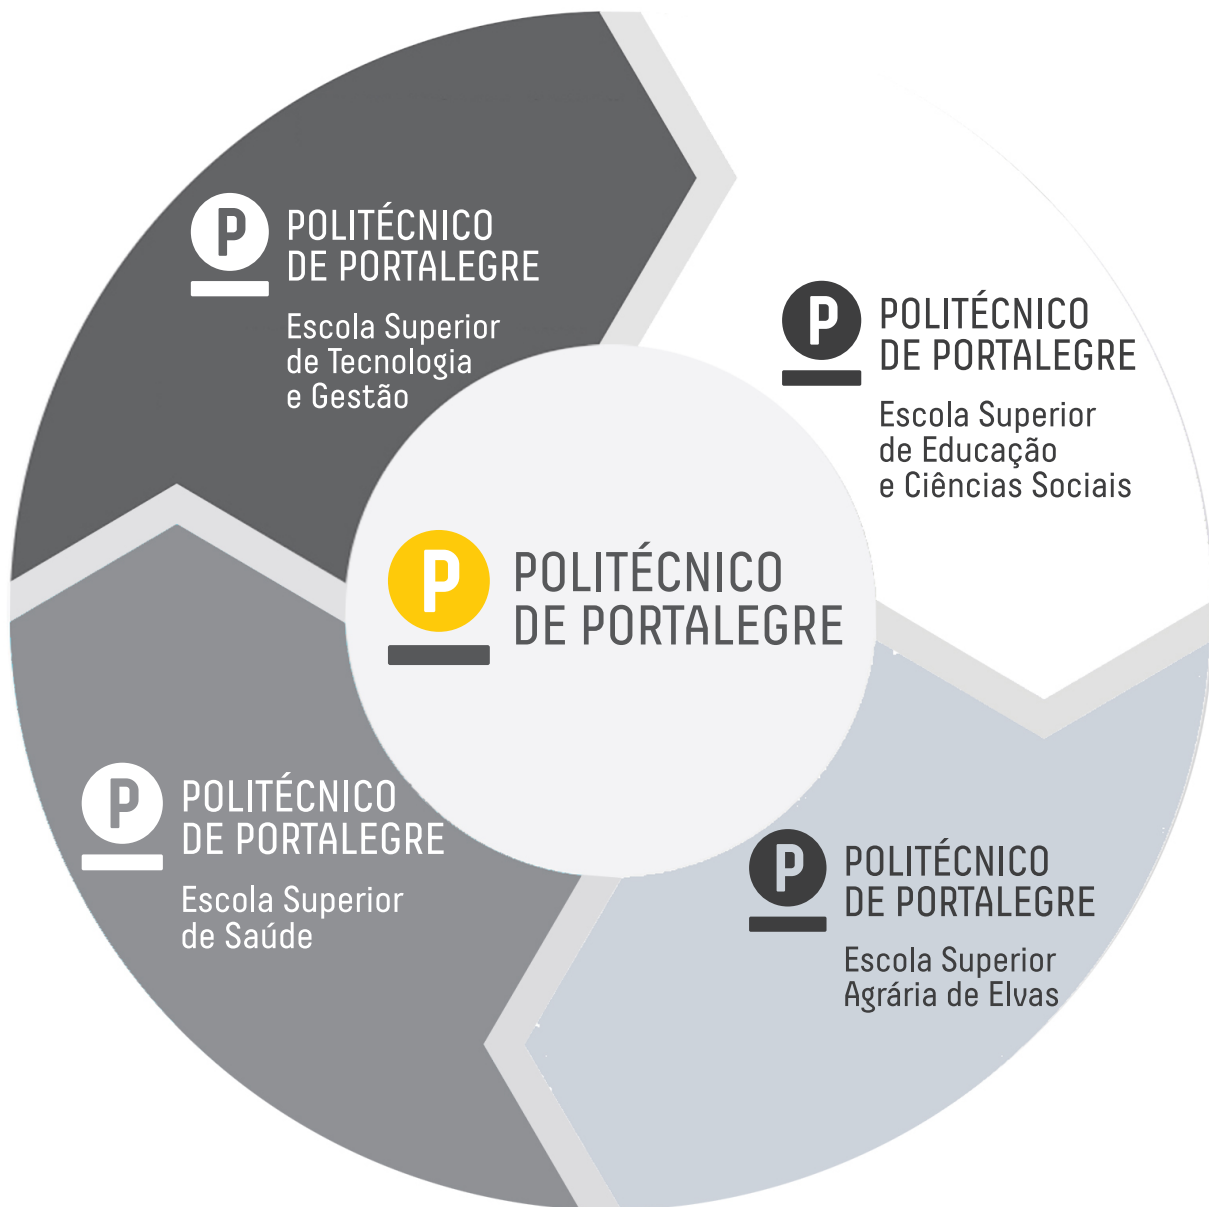 P
POLITÉCNICO
DE PORTALEGRE
Escola Superior
de Tecnologia
e Gestão
P
POLITÉCNICO
DE PORTALEGRE
Escola Superior
de Educação
e Ciências Sociais
P
POLITÉCNICO
DE PORTALEGRE
P
POLITÉCNICO
DE PORTALEGRE
Escola Superior
de Saúde
P
POLITÉCNICO
DE PORTALEGRE
Escola Superior
Agrária de Elvas